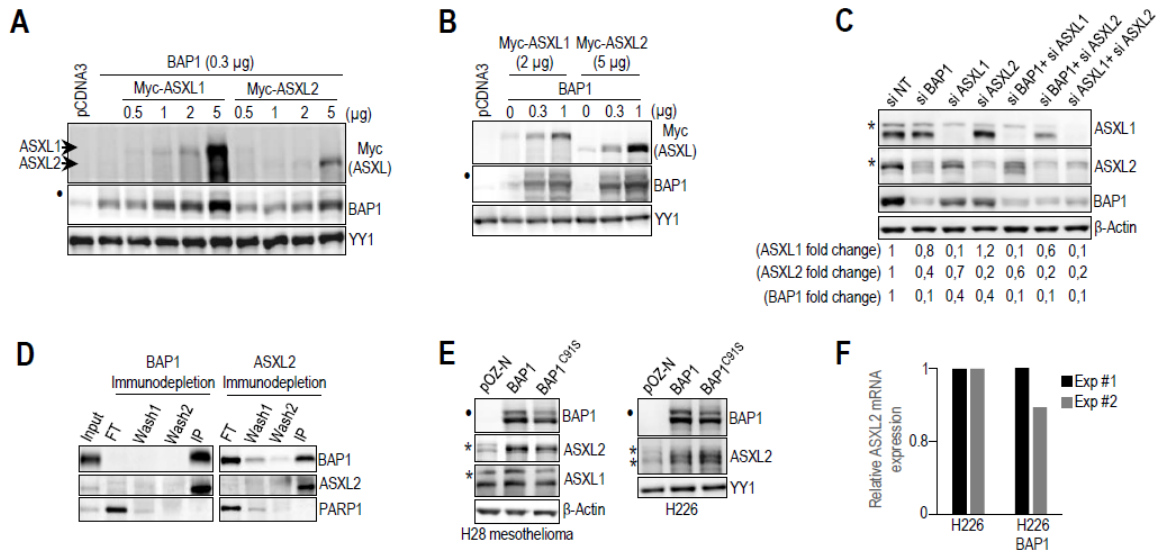 A
BAP1 (0.3 µg)
pCDNA3
Myc-ASXL1
Myc-ASXL2
0.5 1 2 5 0.5 1 2 5 (µg)
ASXL1
ASXL2
Myc
(ASXL)
•
BAP1
YY1
B
Myc-ASXL1 Myc-ASXL2
(2 µg) (5 µg)
pCDNA3
BAP1
0 0.3 1 0 0.3 1
Myc
(ASXL)
•
BAP1
YY1
C
si NT
si BAP1
si ASXL1
si ASXL2
si BAP1+ si ASXL1
si BAP1+ si ASXL2
si ASXL1+ si ASXL2
* ASXL1
* ASXL2
BAP1
β-Actin
(ASXL1 fold change) 1 0,8 0,1 1,2 0,1 0,6 0,1
(ASXL2 fold change) 1 0,4 0,7 0,2 0,6 0,2 0,2
(BAP1 fold change) 1 0,1 0,4 0,4 0,1 0,1 0,1
D
BAP1 ASXL2
Immunodepletion Immunodepletion
Input FT Wash1 Wash2 IP FT Wash1 Wash2 IP
BAP1
ASXL2
PARP1
E
pOZ-N BAP1 BAP1C91S
• BAP1
* ASXL2
* ASXL1
β-Actin
H28 mesothelioma
pOZ-N BAP1 BAP1C91S
• BAP1
*
* ASXL2
YY1
H226
F
Relative ASXL2 mRNA
expression
1
0.8
0
H226 H226
BAP1
Exp #1
Exp #2